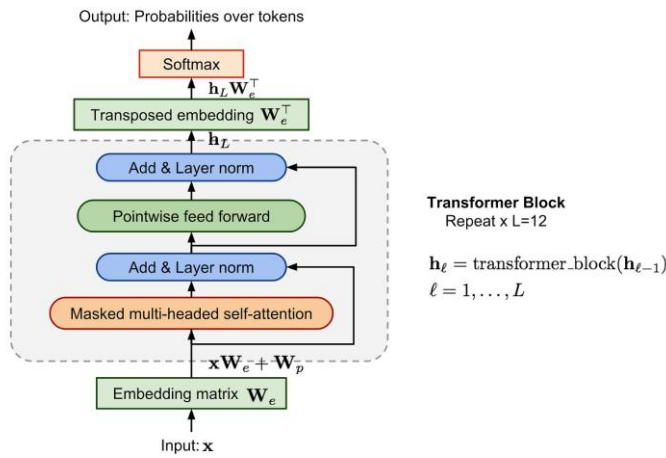 Output: Probabilities over tokens
Softmax
𝐡_L 𝐖_e^⊤
Transposed embedding 𝐖_e^⊤
𝐡_L
Add & Layer norm
Pointwise feed forward
Add & Layer norm
Masked multi-headed self-attention
𝐱𝐖_e + 𝐖_p
Embedding matrix 𝐖_e
Input: 𝐱
Transformer Block
Repeat x L=12
𝐡_ℓ = transformer_block(𝐡_{ℓ−1})
ℓ = 1, . . . , L